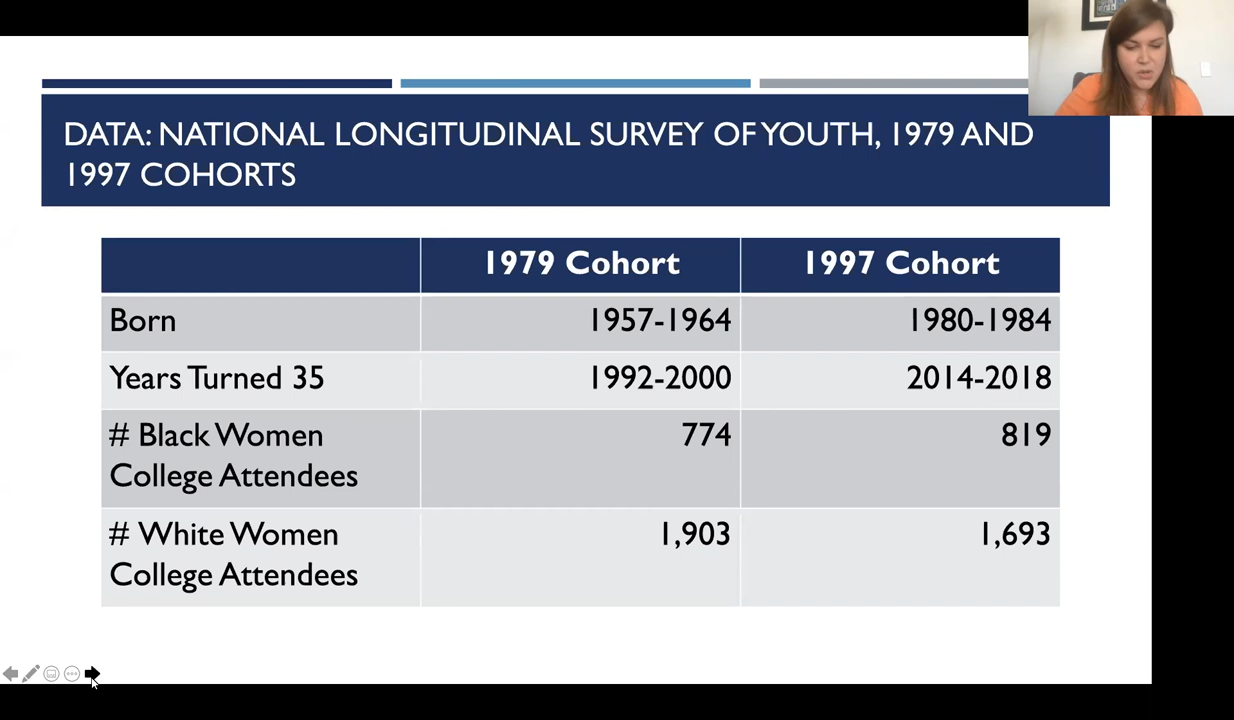 DATA: NATIONAL LONGITUDINAL SURVEY OF YOUTH, 1979 AND
1997 COHORTS
1979 Cohort 1997 Cohort
Born 1957-1964 1980-1984
Years Turned 35 1992-2000 2014-2018
# Black Women 774 819
College Attendees
# White Women 1,903 1,693
College Attendees